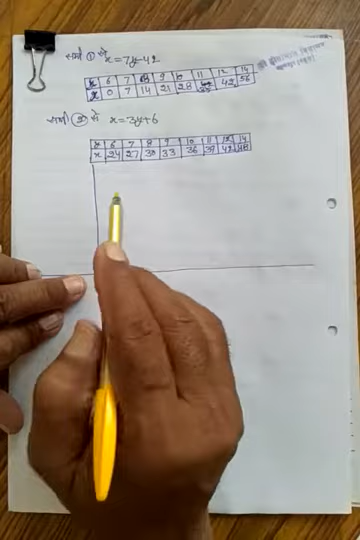 समी ① से x=7y-42
y 6 7 8 9 10 11 12 14
x 0 7 14 21 28 35 42 56
समी ② से x=3y+6
y 6 7 8 9 10 11 12 14
x 24 27 30 33 36 39 42 48